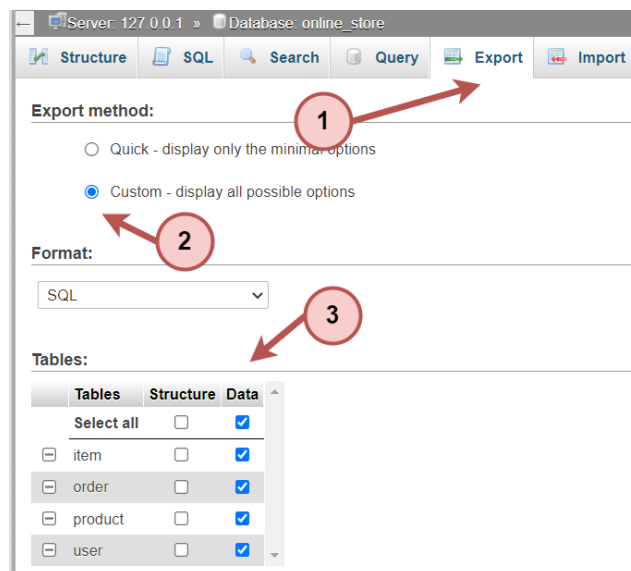 Server: 127.0.0.1 » Database: online_store
Structure SQL Search Query Export Import
1
Export method:
Quick - display only the minimal options
Custom - display all possible options
2
Format:
SQL
3
Tables:
Tables Structure Data
Select all
item
order
product
user